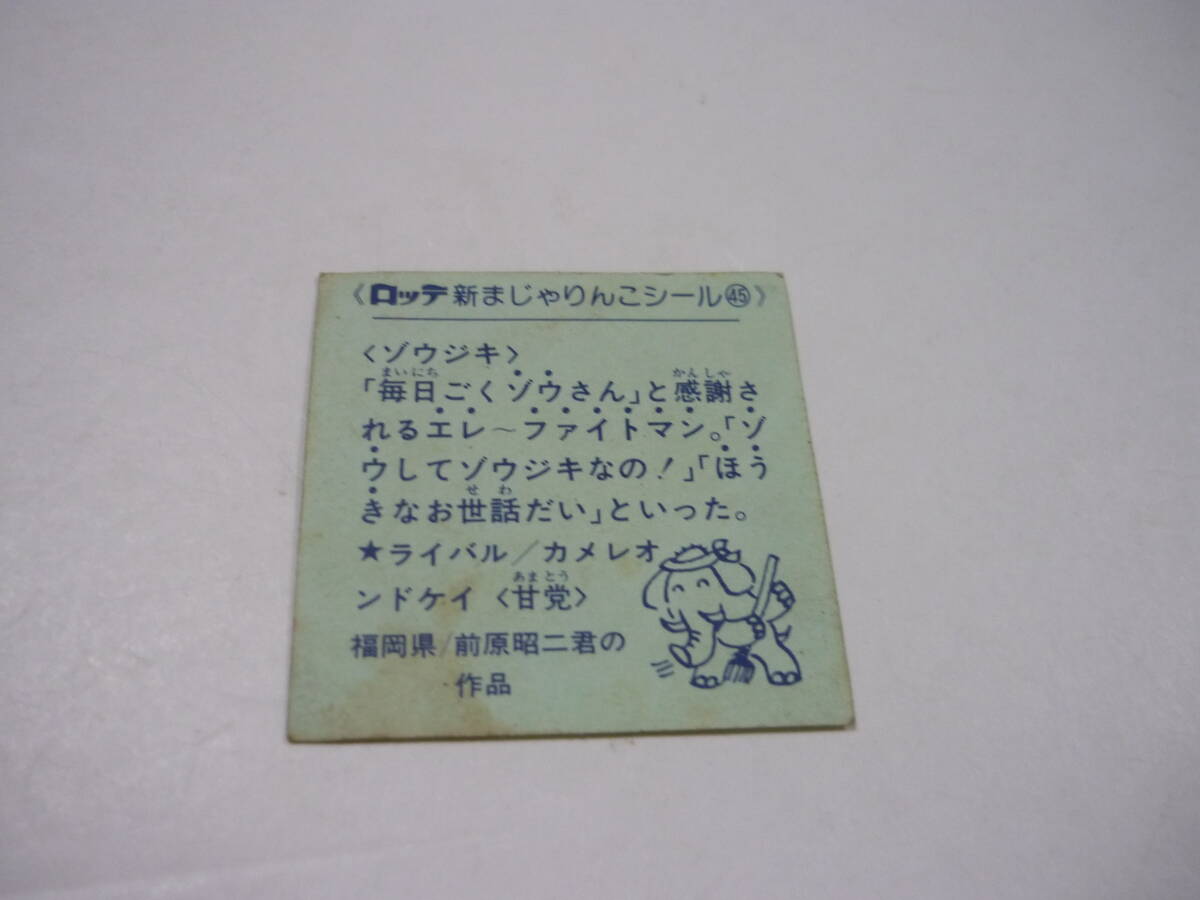 《ロッテ新まじゃりんこシール㊺》
〈ゾウジキ〉
「毎日ごくゾウさん」と感謝さ
れるエレ〜ファイトマン。「ゾ
ウしてゾウジキなの!」「ほう
きなお世話だい」といった。
★ライバル/カメレオ
ンドケイ〈甘党〉
福岡県/前原昭二君の
作品